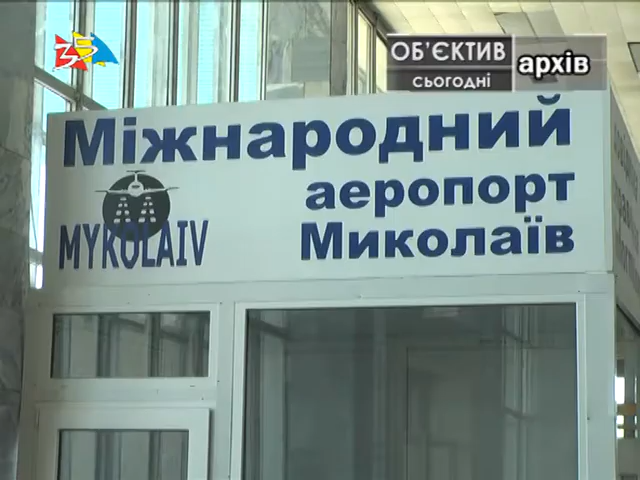 ОБ'ЄКТИВ
сьогодні
архів
Міжнародний
аеропорт
Миколаїв
MYKOLAIV